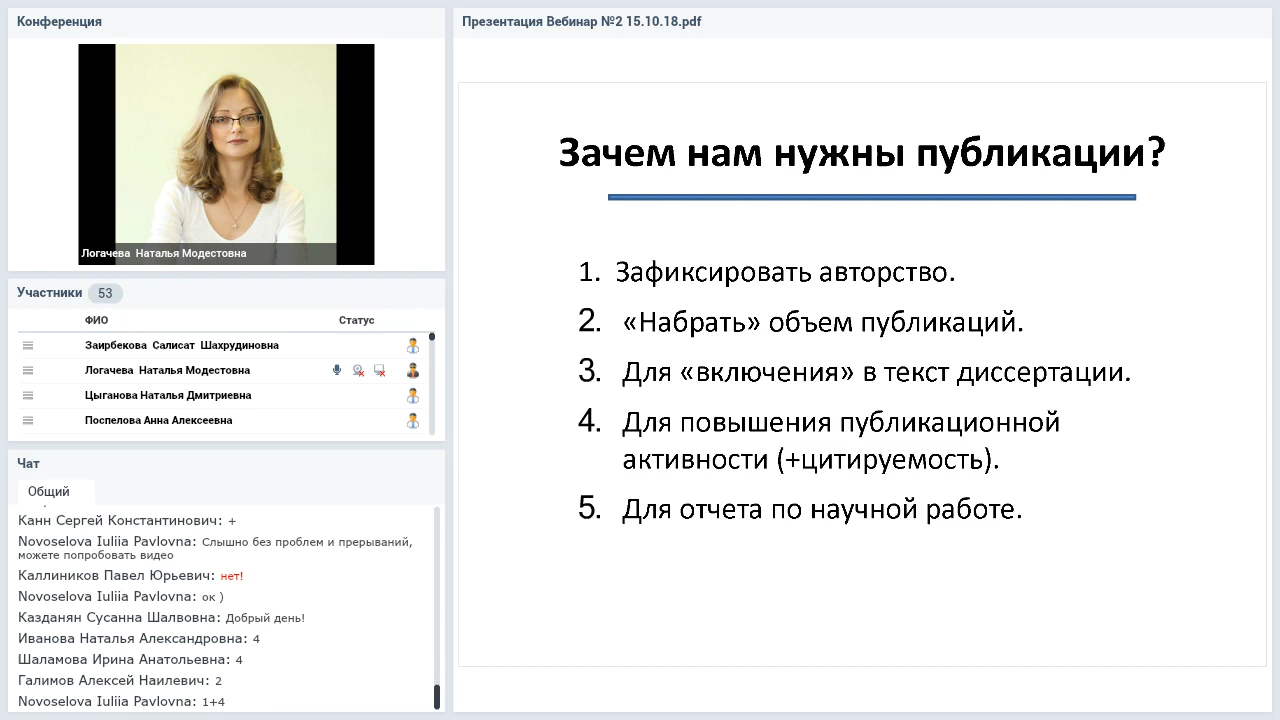 Конференция
Логачева Наталья Модестовна
Участники 53
ФИО Статус
Заирбекова Салисат Шахрудиновна
Логачева Наталья Модестовна
Цыганова Наталья Дмитриевна
Поспелова Анна Алексеевна
Чат
Общий
Канн Сергей Константинович: +
Novoselova Iuliia Pavlovna: Слышно без проблем и прерываний,
можете попробовать видео
Каллиников Павел Юрьевич: нет!
Novoselova Iuliia Pavlovna: ок )
Казданян Сусанна Шалвовна: Добрый день!
Иванова Наталья Александровна: 4
Шаламова Ирина Анатольевна: 4
Галимов Алексей Наилевич: 2
Novoselova Iuliia Pavlovna: 1+4
Презентация Вебинар №2 15.10.18.pdf
Зачем нам нужны публикации?
1. Зафиксировать авторство.
2. «Набрать» объем публикаций.
3. Для «включения» в текст диссертации.
4. Для повышения публикационной
активности (+цитируемость).
5. Для отчета по научной работе.